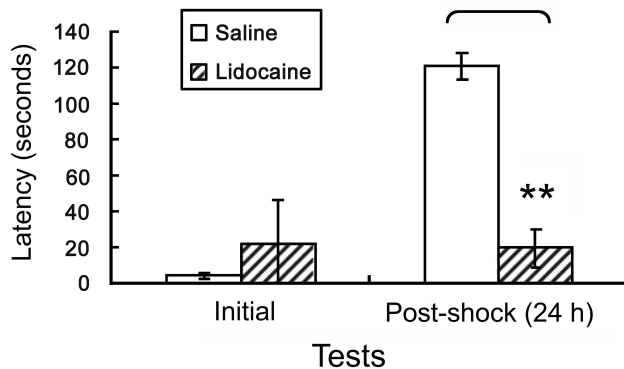 140
120
100
80
60
40
20
0
Latency (seconds)
Saline
Lidocaine
**
Initial
Post-shock (24 h)
Tests